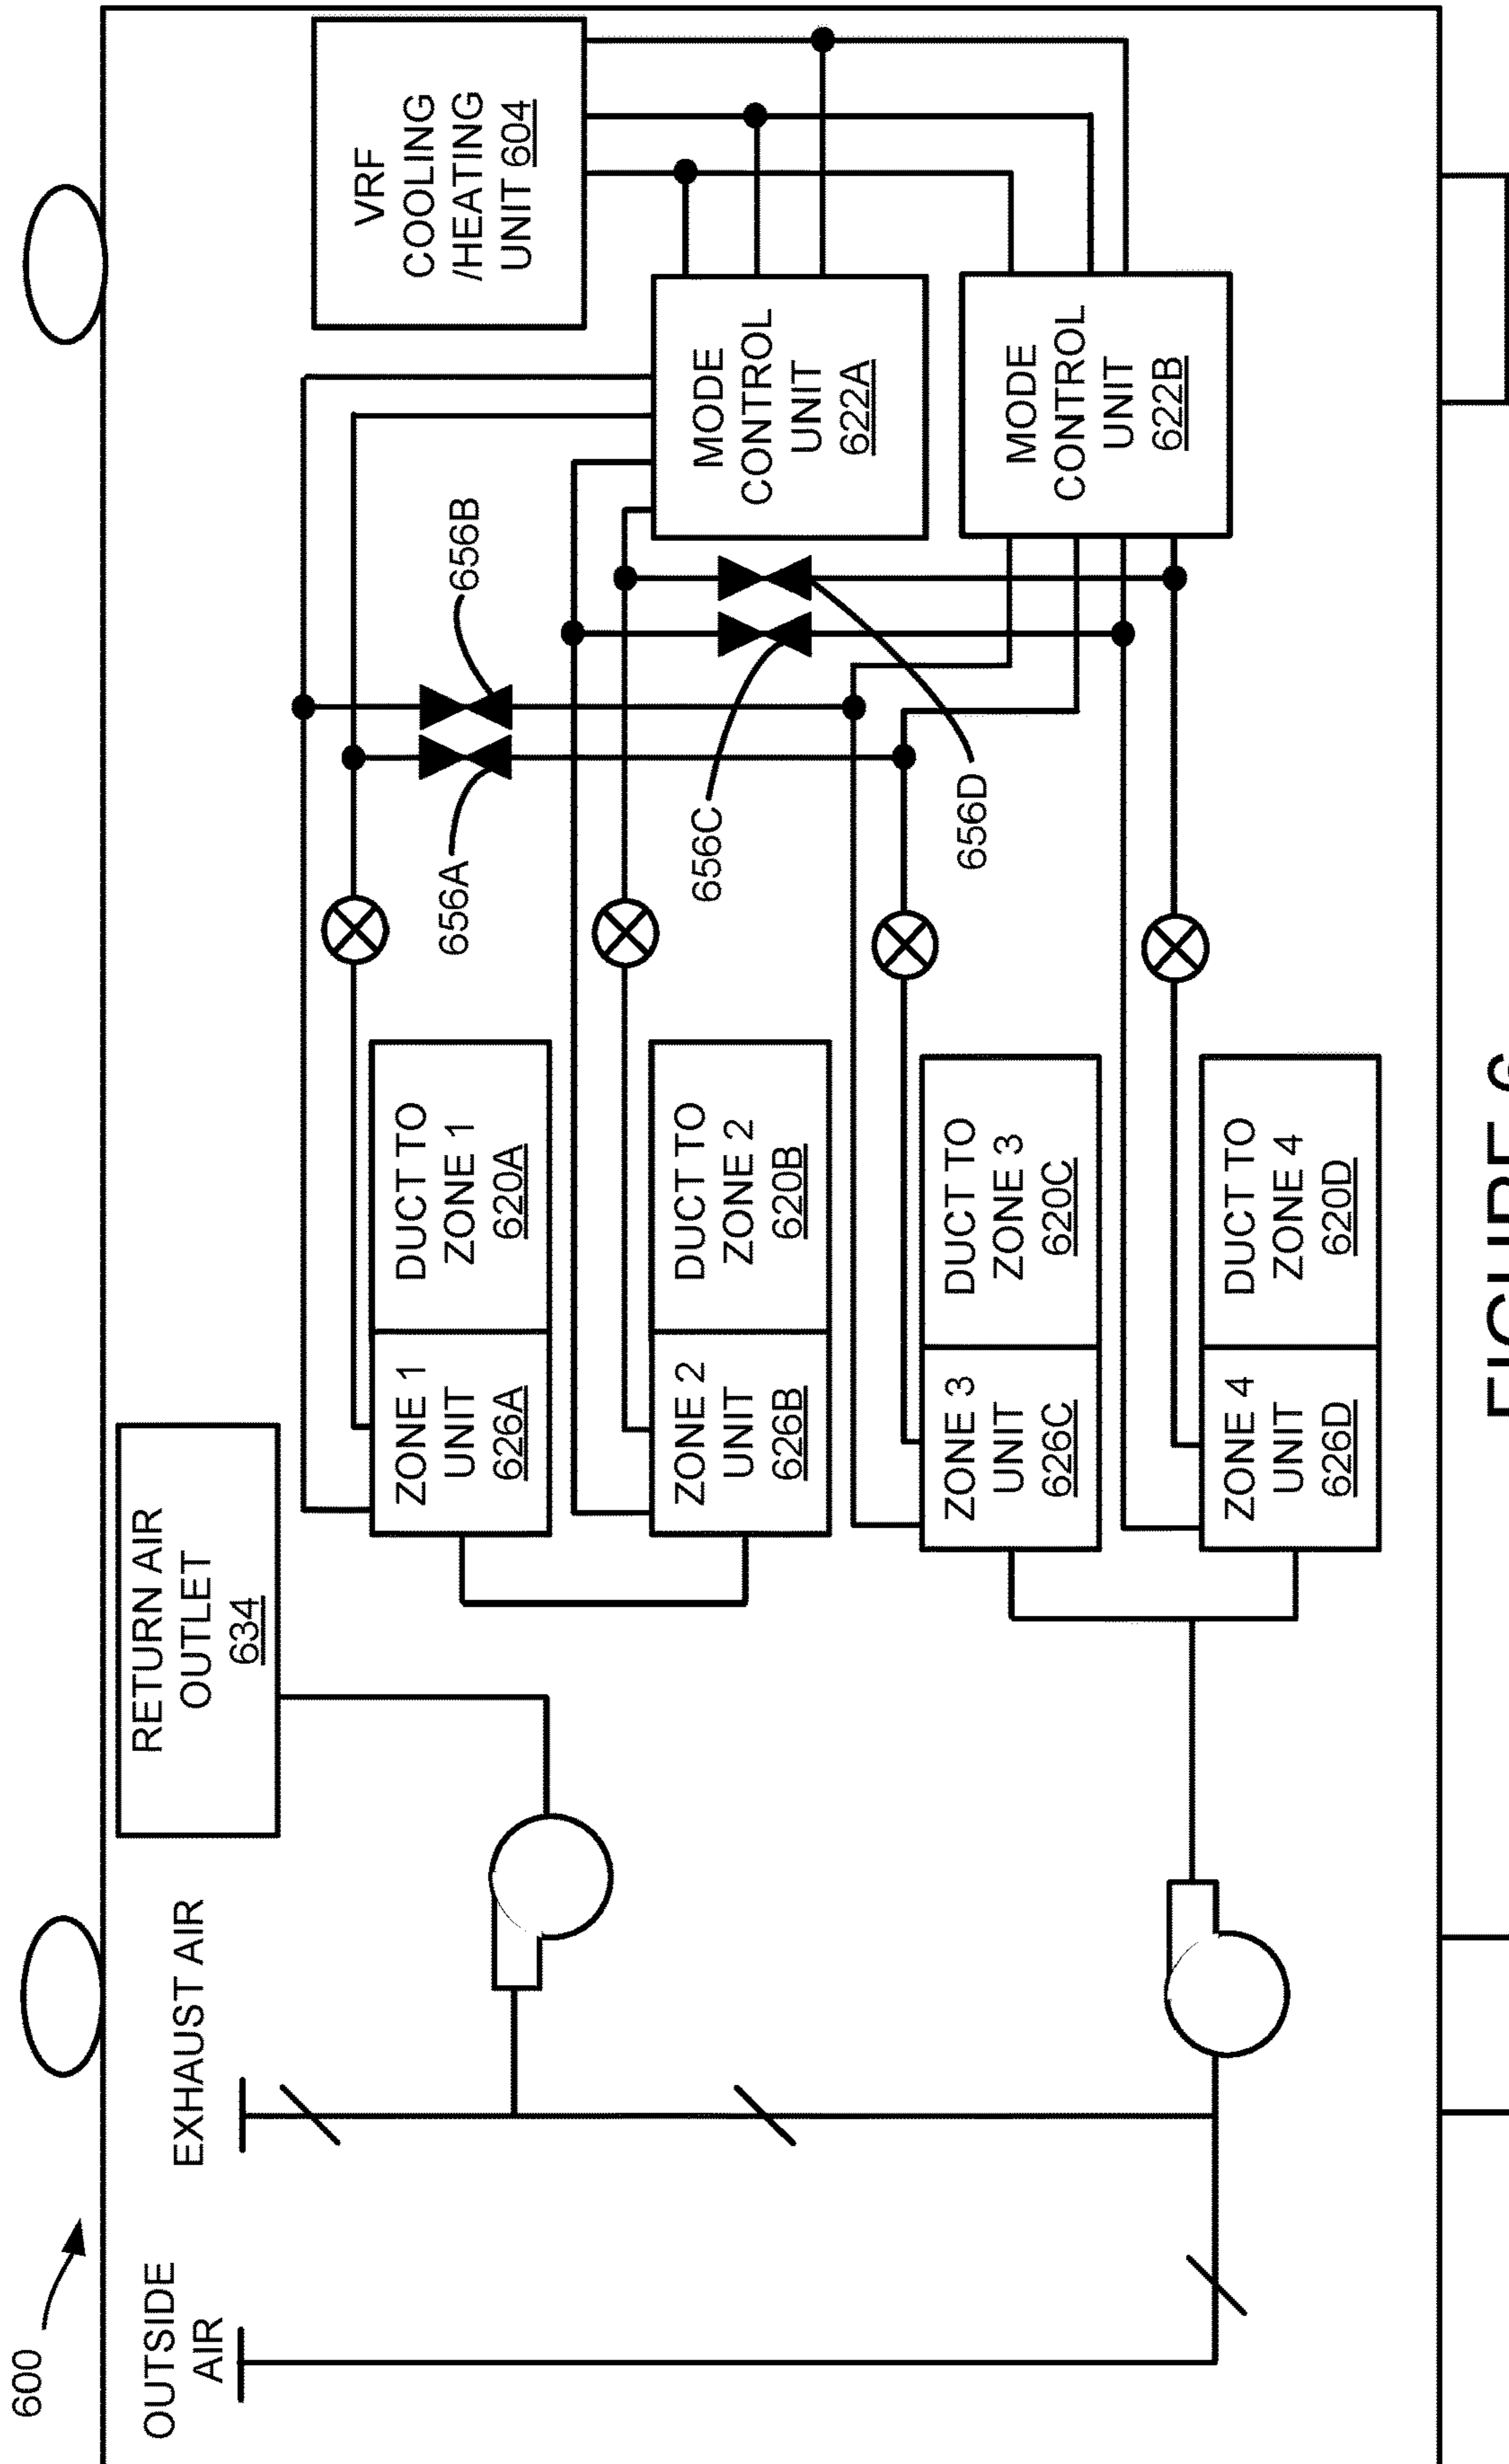 600
OUTSIDE
AIR
EXHAUST AIR
RETURN AIR
OUTLET
634
VRF
COOLING
/HEATING
UNIT 604
ZONE 1
UNIT
626A
DUCT TO
ZONE 1
620A
656A
656B
ZONE 2
UNIT
626B
DUCT TO
ZONE 2
620B
656C
MODE
CONTROL
UNIT
622A
ZONE 3
UNIT
626C
DUCT TO
ZONE 3
620C
656D
MODE
CONTROL
UNIT
622B
ZONE 4
UNIT
626D
DUCT TO
ZONE 4
620D
FIGURE 6